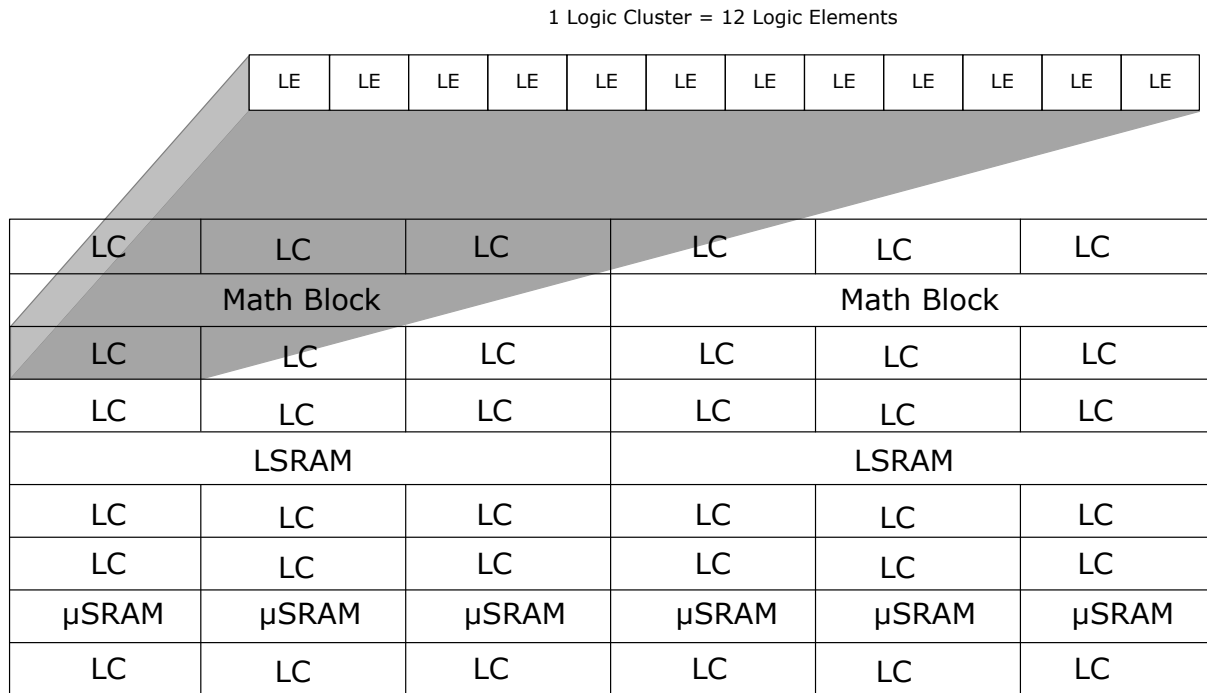 1 Logic Cluster = 12 Logic Elements
LE LE LE LE LE LE LE LE LE LE LE LE
LC LC LC LC LC LC
Math Block Math Block
LC LC LC LC LC LC
LC LC LC LC LC LC
LSRAM LSRAM
LC LC LC LC LC LC
LC LC LC LC LC LC
µSRAM µSRAM µSRAM µSRAM µSRAM µSRAM
LC LC LC LC LC LC